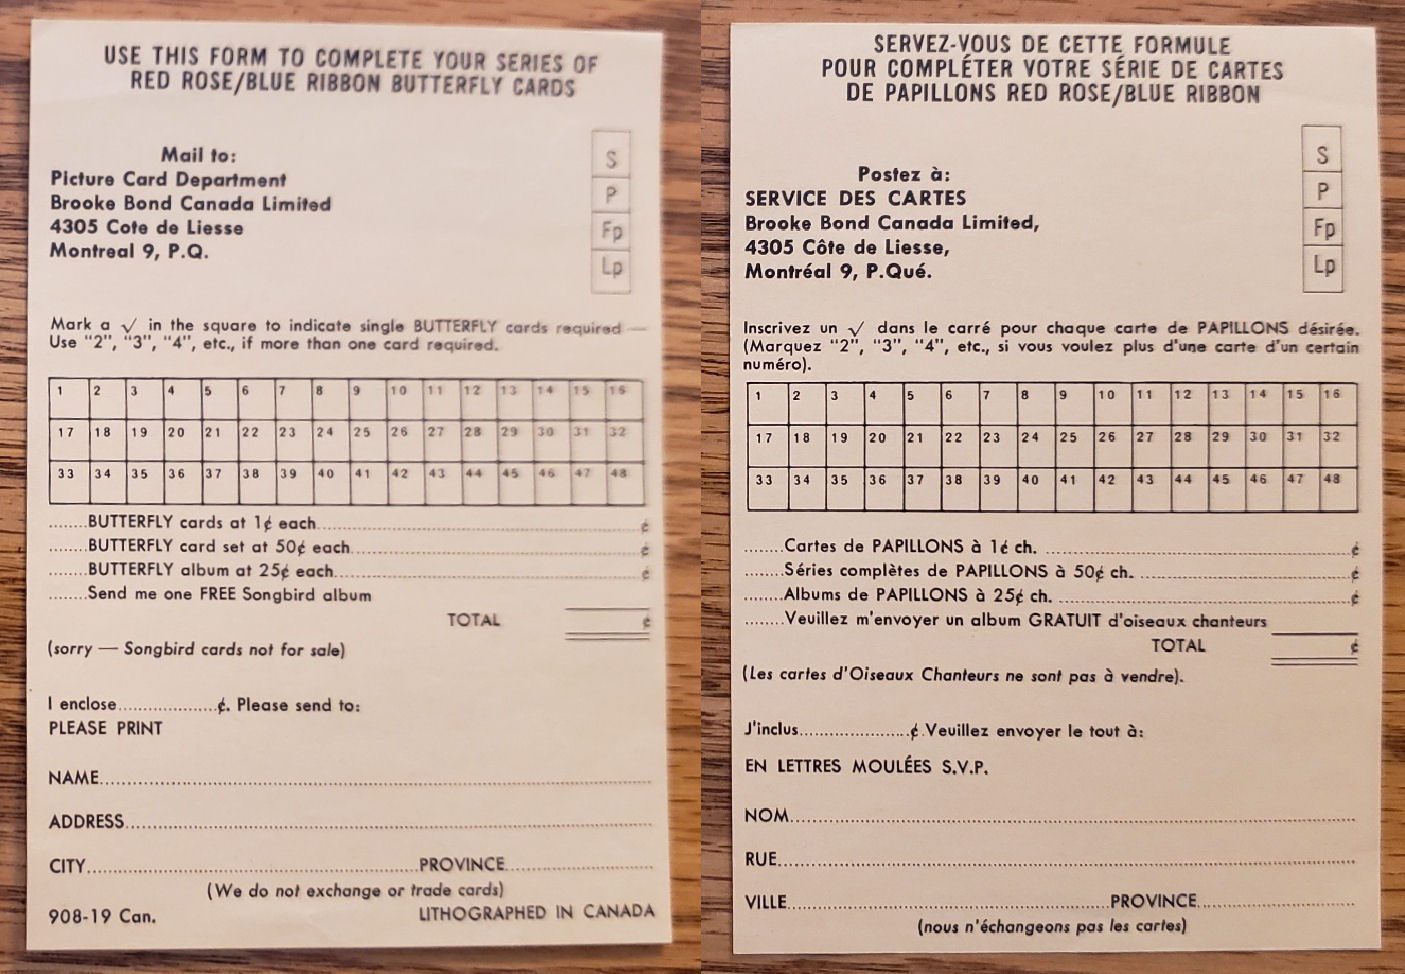 USE THIS FORM TO COMPLETE YOUR SERIES OF
RED ROSE/BLUE RIBBON BUTTERFLY CARDS
Mail to:
Picture Card Department
Brooke Bond Canada Limited
4305 Cote de Liesse
Montreal 9, P.Q.
S
P
Fp
Lp
Mark a √ in the square to indicate single BUTTERFLY cards required —
Use "2", "3", "4", etc., if more than one card required.
1 2 3 4 5 6 7 8 9 10 11 12 13 14 15 16
17 18 19 20 21 22 23 24 25 26 27 28 29 30 31 32
33 34 35 36 37 38 39 40 41 42 43 44 45 46 47 48
........BUTTERFLY cards at 1¢ each........¢
........BUTTERFLY card set at 50¢ each........¢
........BUTTERFLY album at 25¢ each........¢
........Send me one FREE Songbird album
TOTAL ¢
(sorry — Songbird cards not for sale)
I enclose....................¢. Please send to:
PLEASE PRINT
NAME........
ADDRESS........
CITY........PROVINCE........
(We do not exchange or trade cards)
908-19 Can. LITHOGRAPHED IN CANADA
SERVEZ-VOUS DE CETTE FORMULE
POUR COMPLÉTER VOTRE SÉRIE DE CARTES
DE PAPILLONS RED ROSE/BLUE RIBBON
Postez à:
SERVICE DES CARTES
Brooke Bond Canada Limited,
4305 Côte de Liesse,
Montréal 9, P.Qué.
S
P
Fp
Lp
Inscrivez un √ dans le carré pour chaque carte de PAPILLONS désirée.
(Marquez "2", "3", "4", etc., si vous voulez plus d'une carte d'un certain
numéro).
1 2 3 4 5 6 7 8 9 10 11 12 13 14 15 16
17 18 19 20 21 22 23 24 25 26 27 28 29 30 31 32
33 34 35 36 37 38 39 40 41 42 43 44 45 46 47 48
........Cartes de PAPILLONS à 1¢ ch. ........¢
........Séries complètes de PAPILLONS à 50¢ ch. ........¢
........Albums de PAPILLONS à 25¢ ch. ........¢
........Veuillez m'envoyer un album GRATUIT d'oiseaux chanteurs
TOTAL ¢
(Les cartes d'Oiseaux Chanteurs ne sont pas à vendre).
J'inclus.......................¢ Veuillez envoyer le tout à:
EN LETTRES MOULÉES S.V.P.
NOM........
RUE........
VILLE........PROVINCE........
(nous n'échangeons pas les cartes)